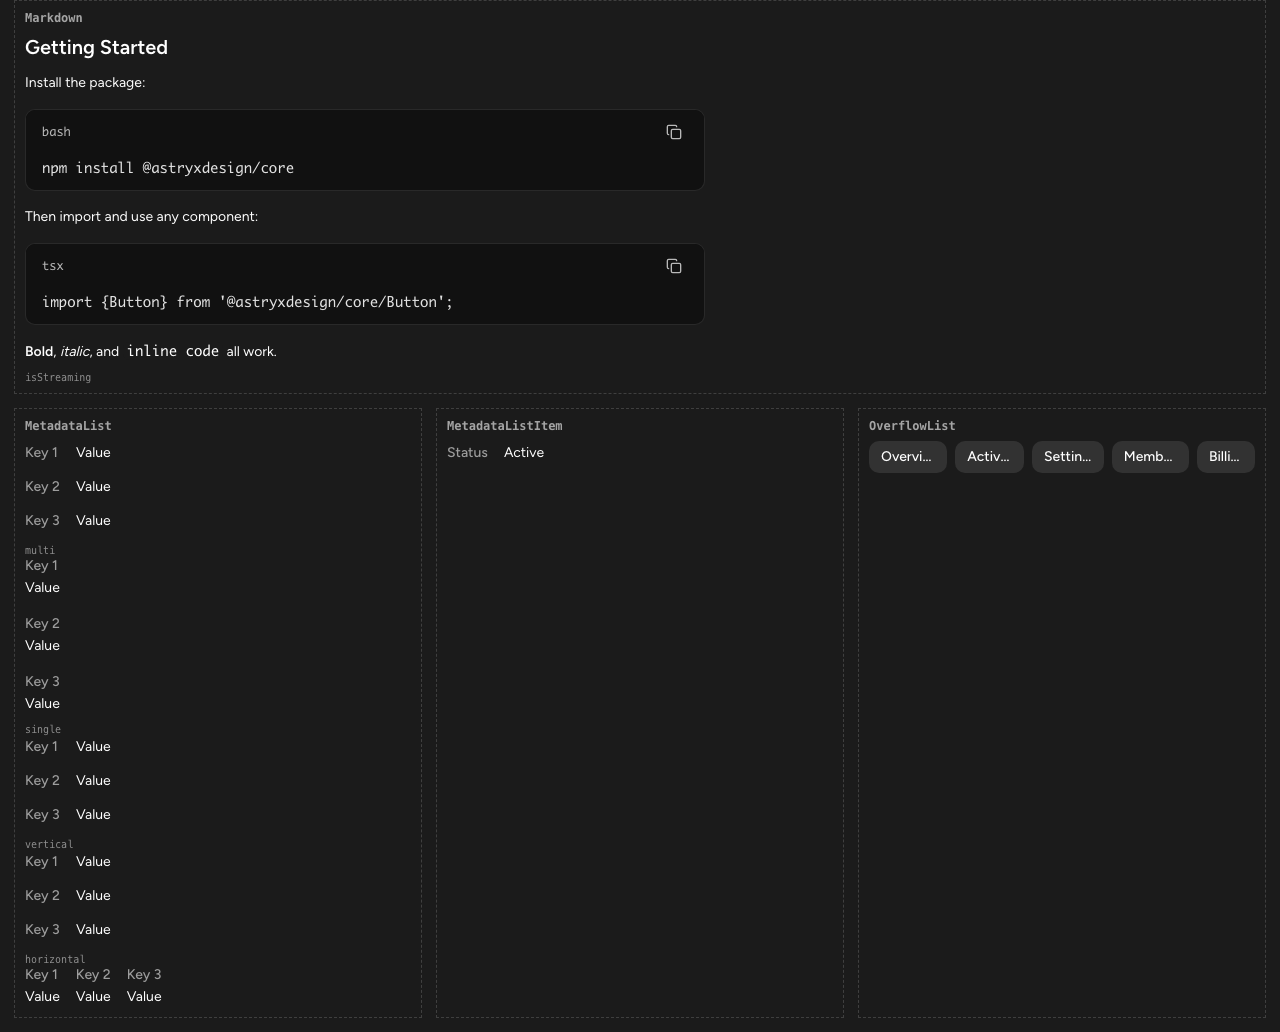 Markdown
Getting Started
Install the package:
bash
npm install @astryxdesign/core
Then import and use any component:
tsx
import {Button} from '@astryxdesign/core/Button';
Bold, italic, and inline code all work.
isStreaming
MetadataList
Key 1 Value
Key 2 Value
Key 3 Value
multi
Key 1
Value
Key 2
Value
Key 3
Value
single
Key 1 Value
Key 2 Value
Key 3 Value
vertical
Key 1 Value
Key 2 Value
Key 3 Value
horizontal
Key 1 Key 2 Key 3
Value Value Value
MetadataListItem
Status Active
OverflowList
Overvi... Activ... Settin... Memb... Billi...